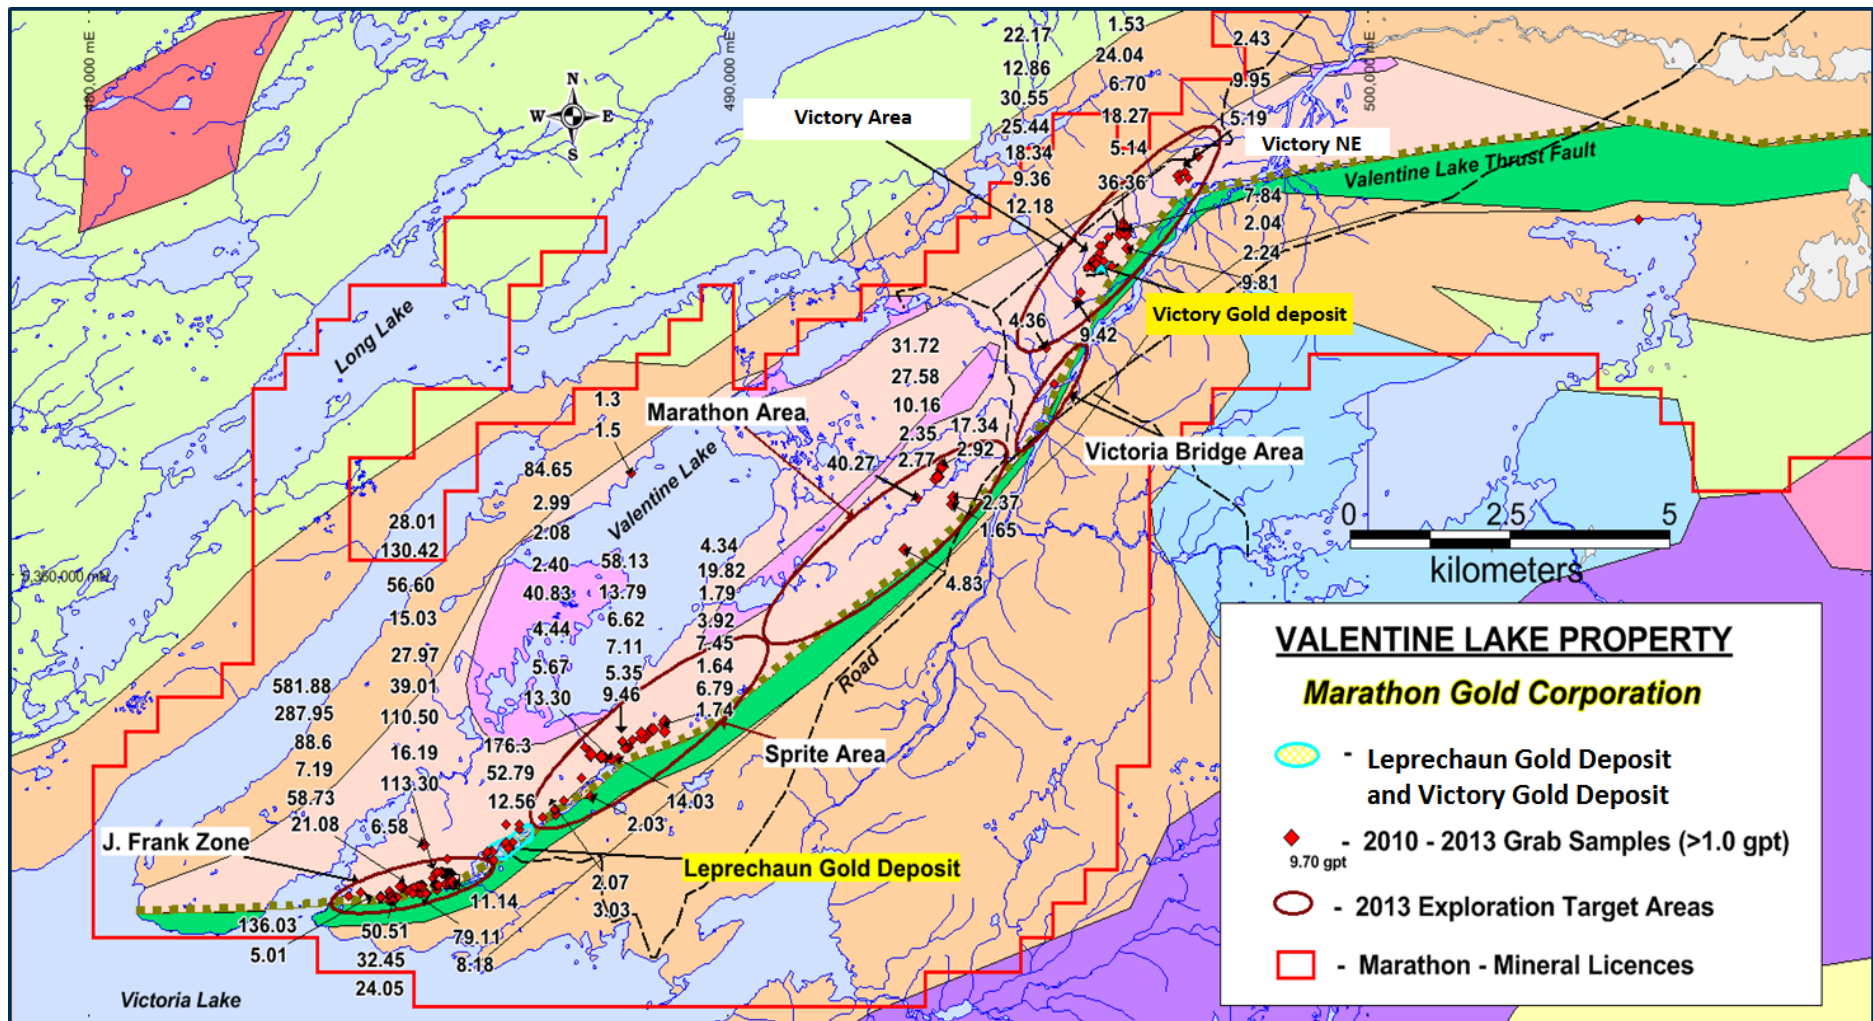 480,000 mE
490,000 mE
500,000 mE
N
W
E
S
22.17
12.86
30.55
25.44
18.34
9.36
12.18
1.53
24.04
6.70
18.27
5.14
36.36
2.43
9.95
5.19
Victory Area
Victory NE
Valentine Lake Thrust Fault
7.84
2.04
2.24
9.81
Victory Gold deposit
4.36
9.42
Long Lake
31.72
27.58
10.16
2.35
17.34
2.92
2.77
40.27
Marathon Area
1.3
1.5
Victoria Bridge Area
Valentine Lake
84.65
2.99
2.08
2.40
40.83
4.44
5.67
13.30
58.13
13.79
6.62
7.11
5.35
9.46
4.34
19.82
1.79
3.92
7.45
1.64
6.79
1.74
2.37
1.65
4.83
0 2.5 5
kilometers
28.01
130.42
56.60
15.03
27.97
39.01
110.50
16.19
113.30
6.58
581.88
287.95
88.6
7.19
58.73
21.08
176.3
52.79
12.56
Road
Sprite Area
14.03
2.03
J. Frank Zone
Leprechaun Gold Deposit
2.07
3.03
11.14
136.03
5.01
50.51
32.45
24.05
79.11
8.18
Victoria Lake
VALENTINE LAKE PROPERTY
Marathon Gold Corporation
- Leprechaun Gold Deposit
and Victory Gold Deposit
- 2010 - 2013 Grab Samples (>1.0 gpt)
9.70 gpt
- 2013 Exploration Target Areas
- Marathon - Mineral Licences